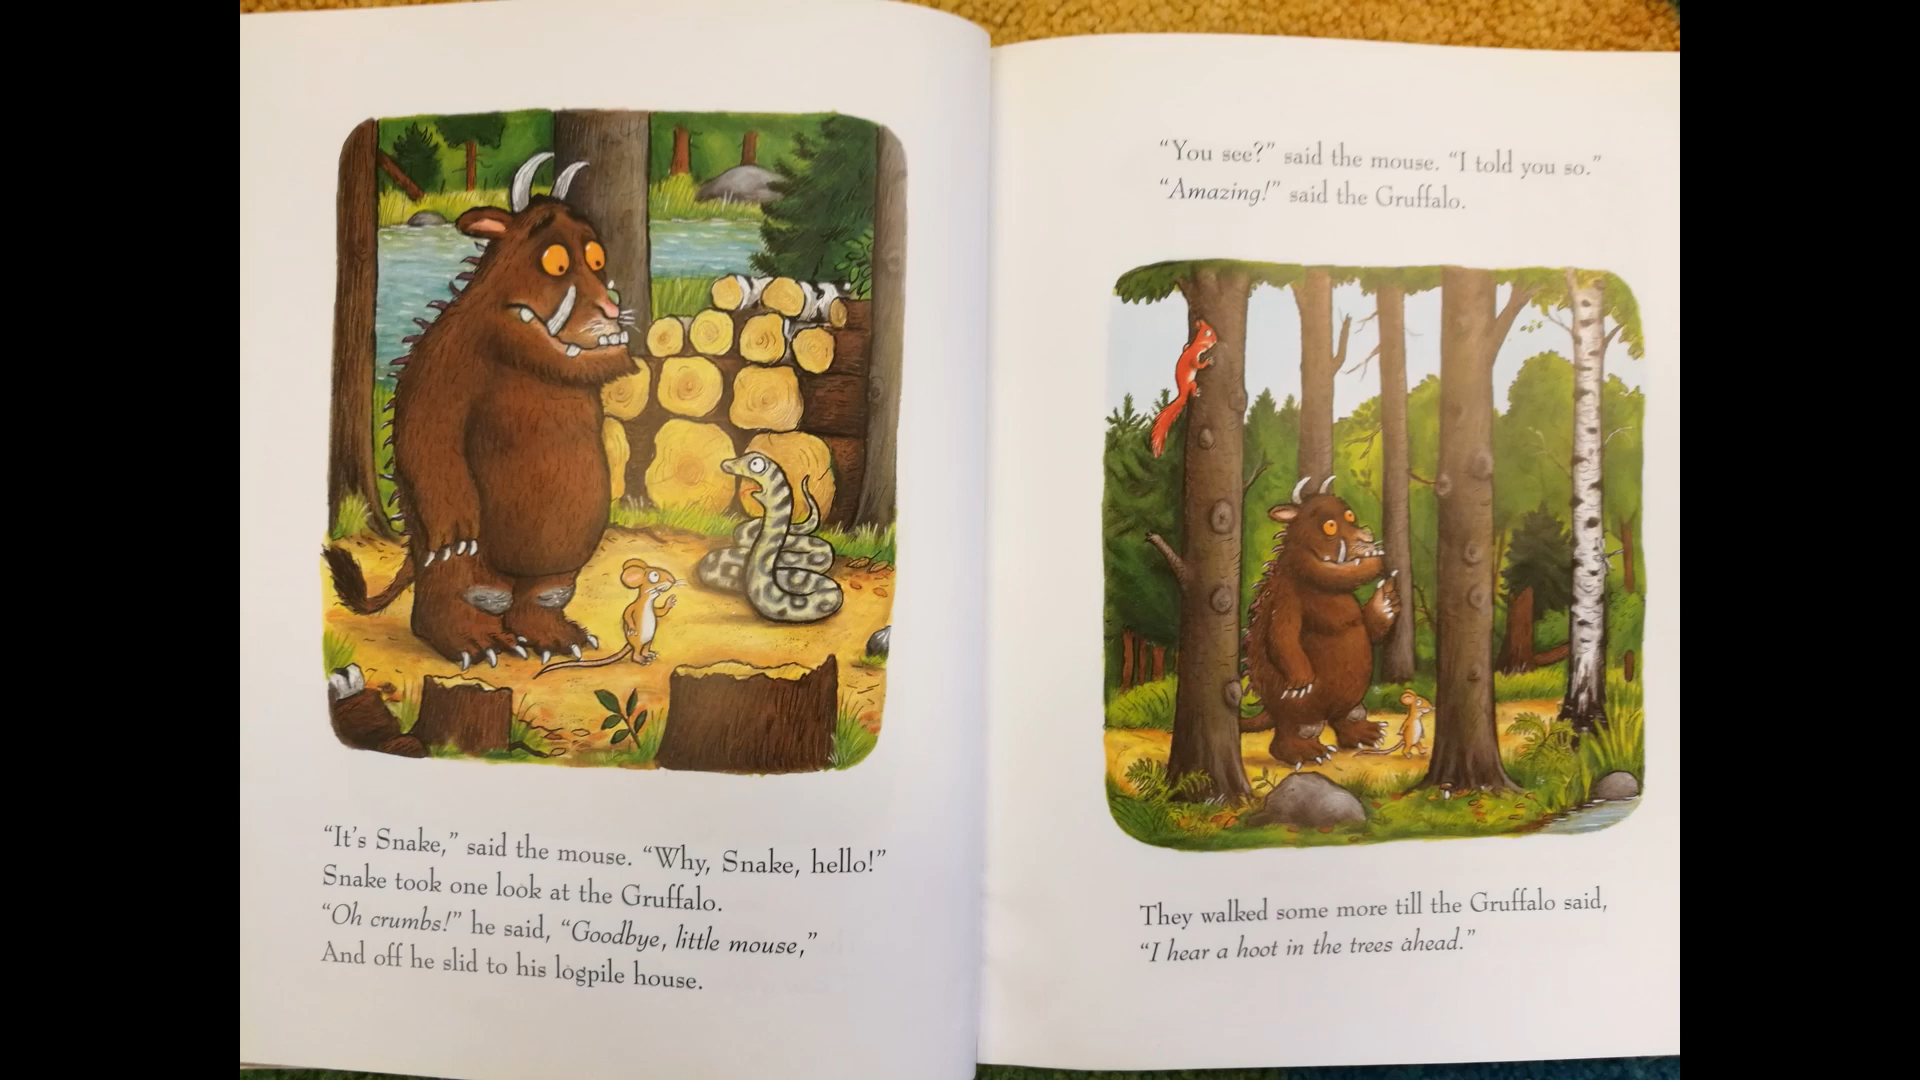 “It’s Snake,” said the mouse. “Why, Snake, hello!”
Snake took one look at the Gruffalo.
“Oh crumbs!” he said, “Goodbye, little mouse,”
And off he slid to his logpile house.
“You see?” said the mouse. “I told you so.”
“Amazing!” said the Gruffalo.
They walked some more till the Gruffalo said,
“I hear a hoot in the trees ahead.”